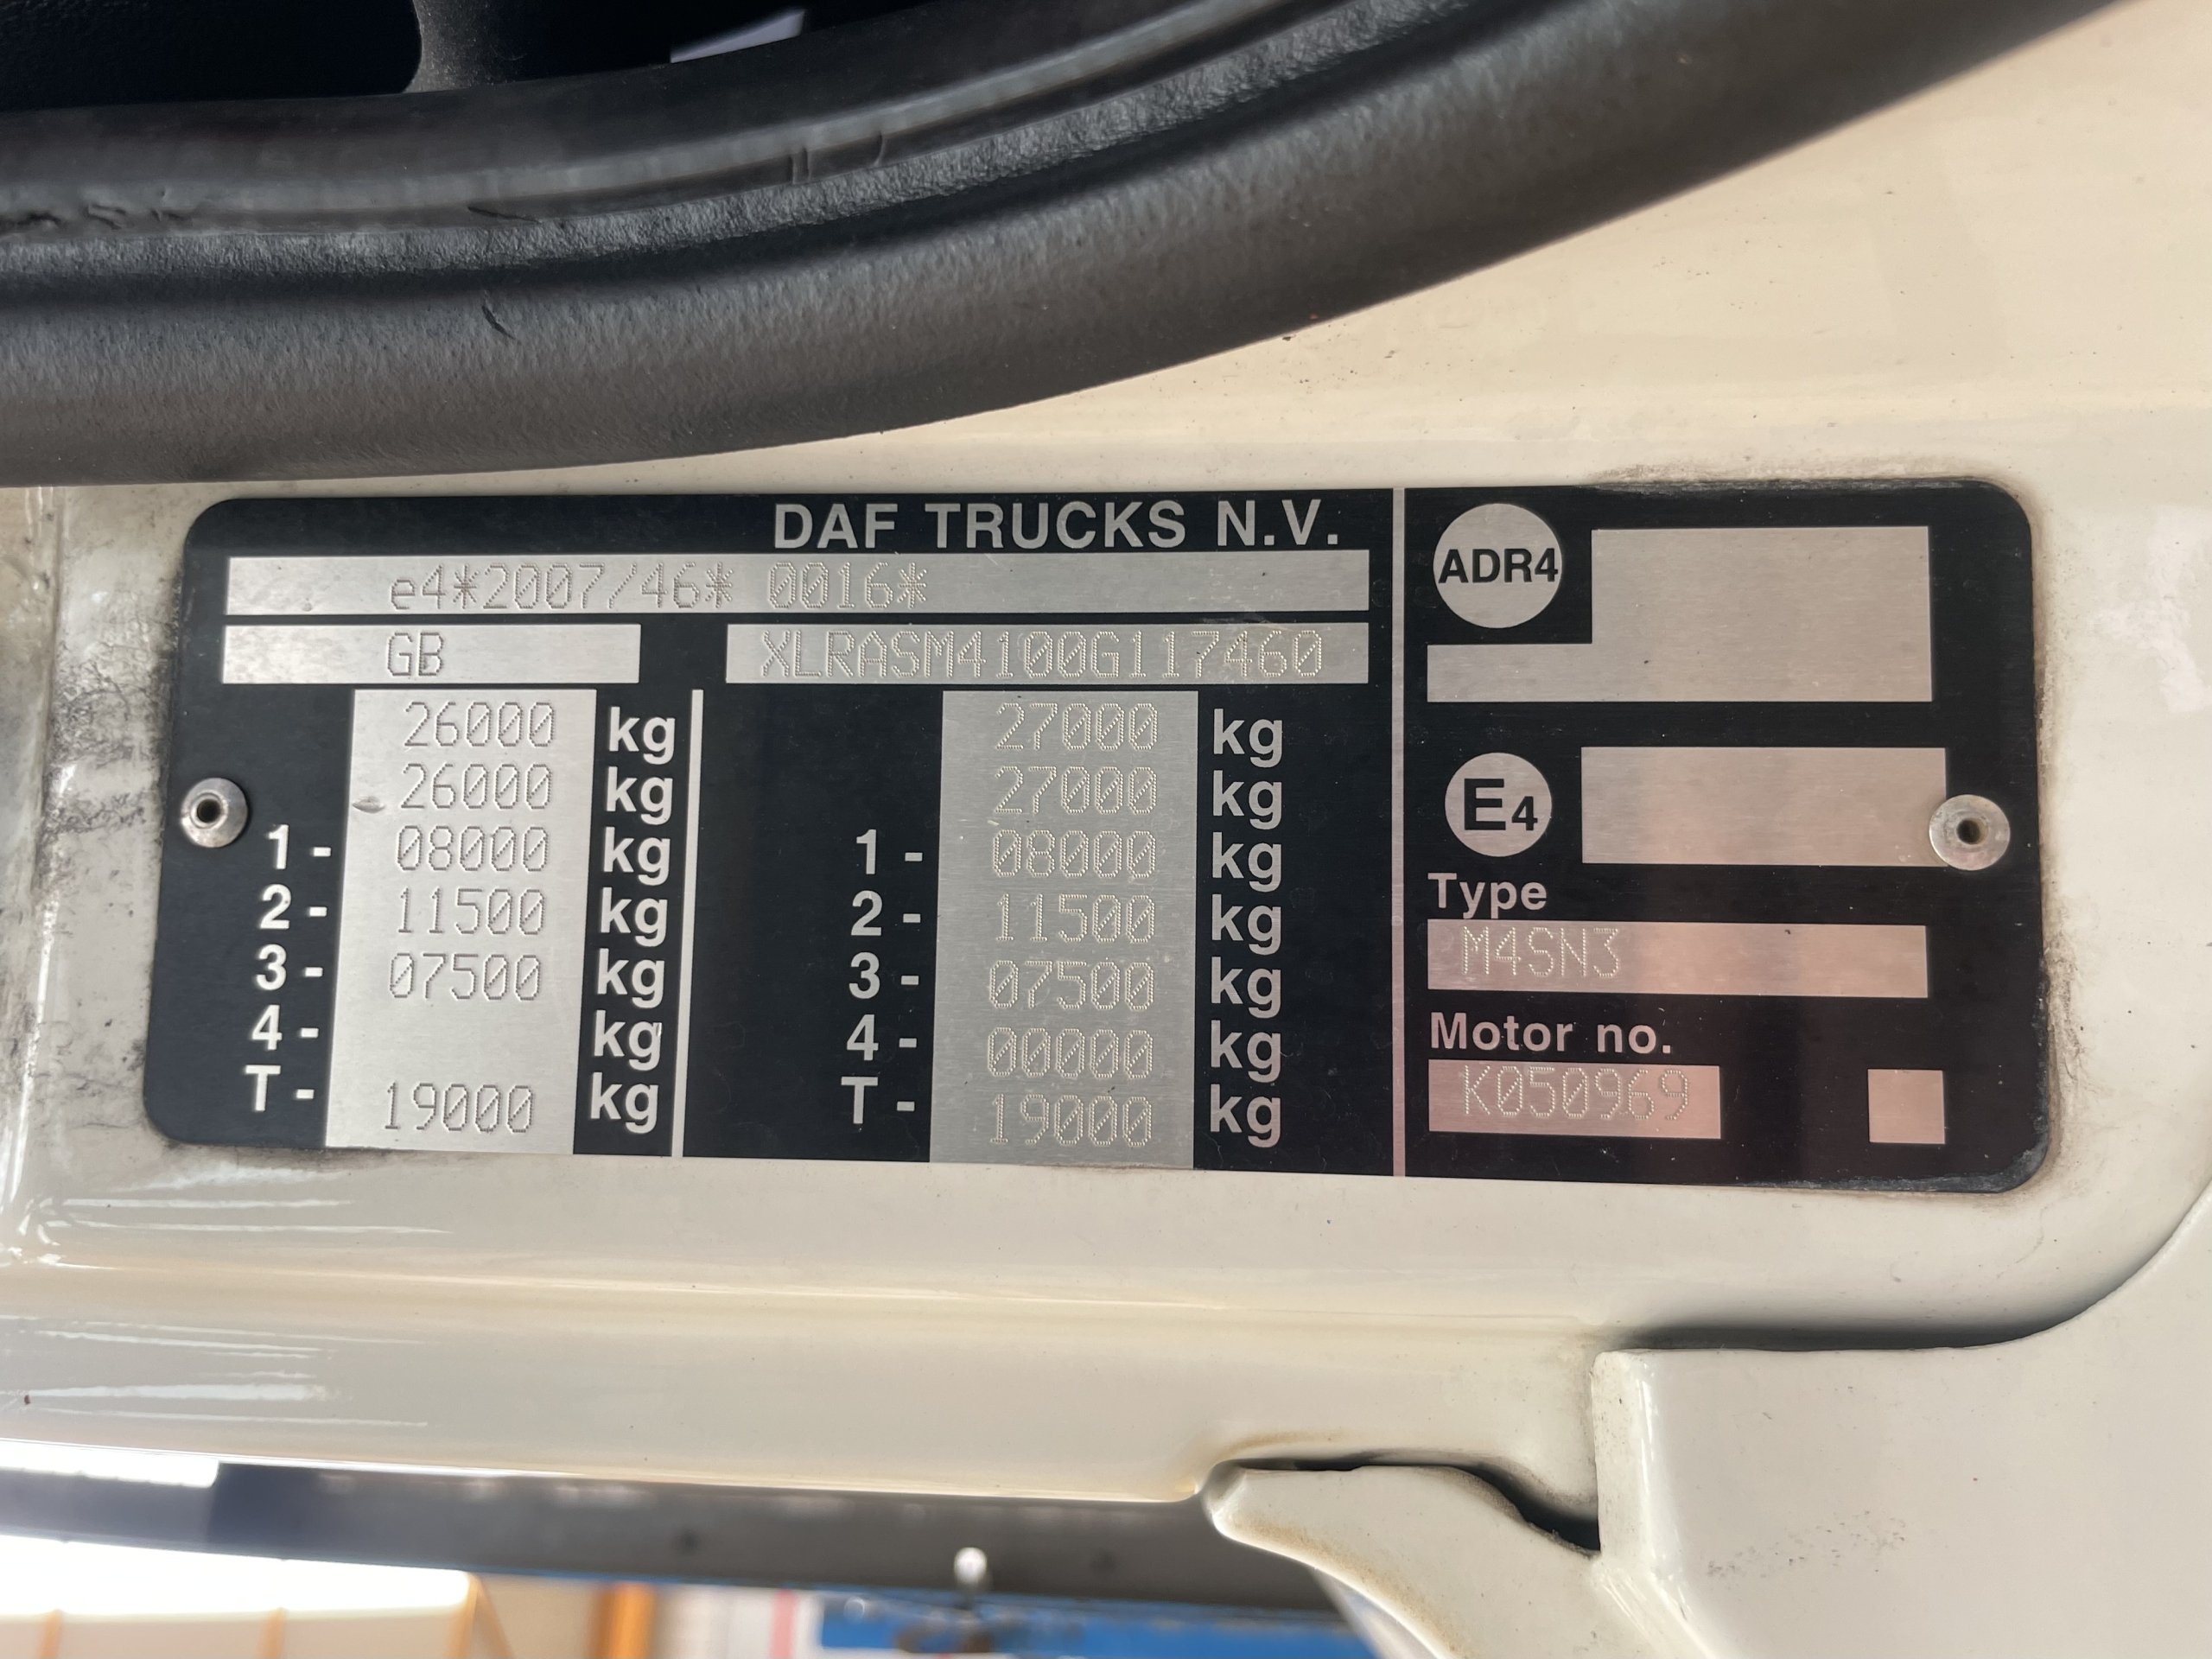 DAF TRUCKS N.V.
e4*2007/46* 0016*
GB XLRASM4100G117460
26000 kg 27000 kg
26000 kg 27000 kg
1 - 08000 kg 1 - 08000 kg
2 - 11500 kg 2 - 11500 kg
3 - 07500 kg 3 - 07500 kg
4 - kg 4 - 00000 kg
T - 19000 kg T - 19000 kg
ADR4
E4
Type
M4SN3
Motor no.
K050969